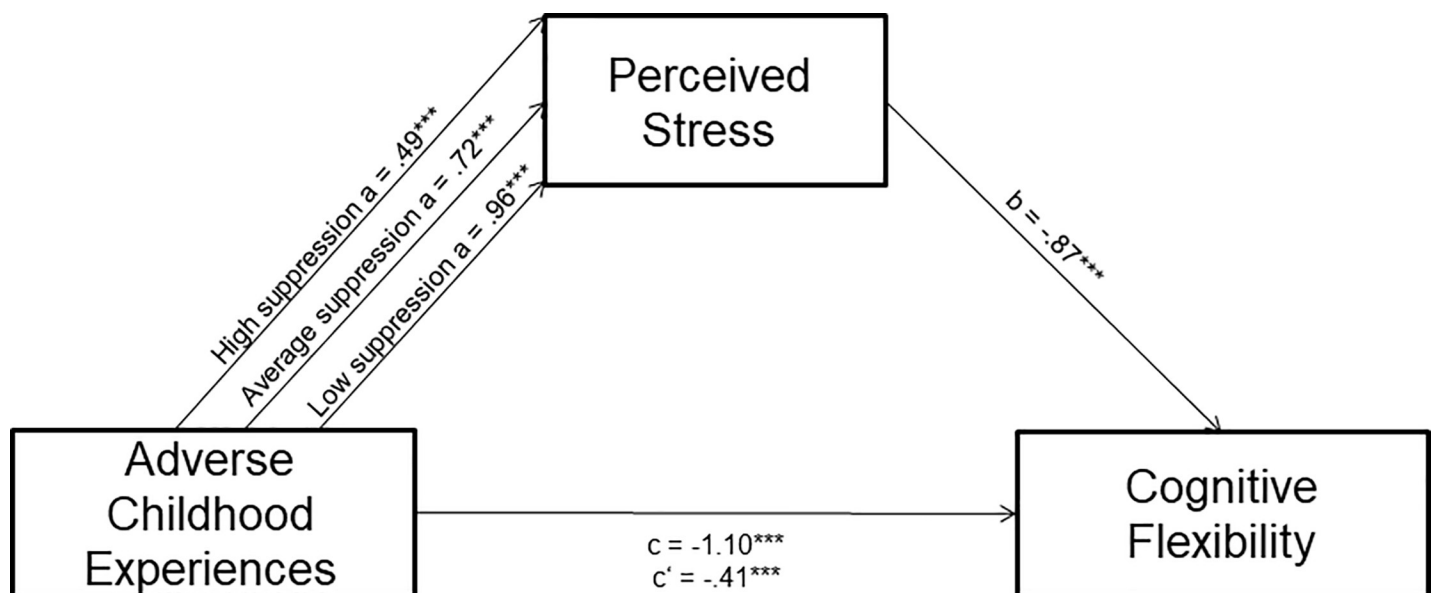 Perceived
Stress
High suppression a = .49***
Average suppression a = .72***
Low suppression a = .96***
b = -.87***
Adverse
Childhood
Experiences
c = -1.10***
c‘ = -.41***
Cognitive
Flexibility